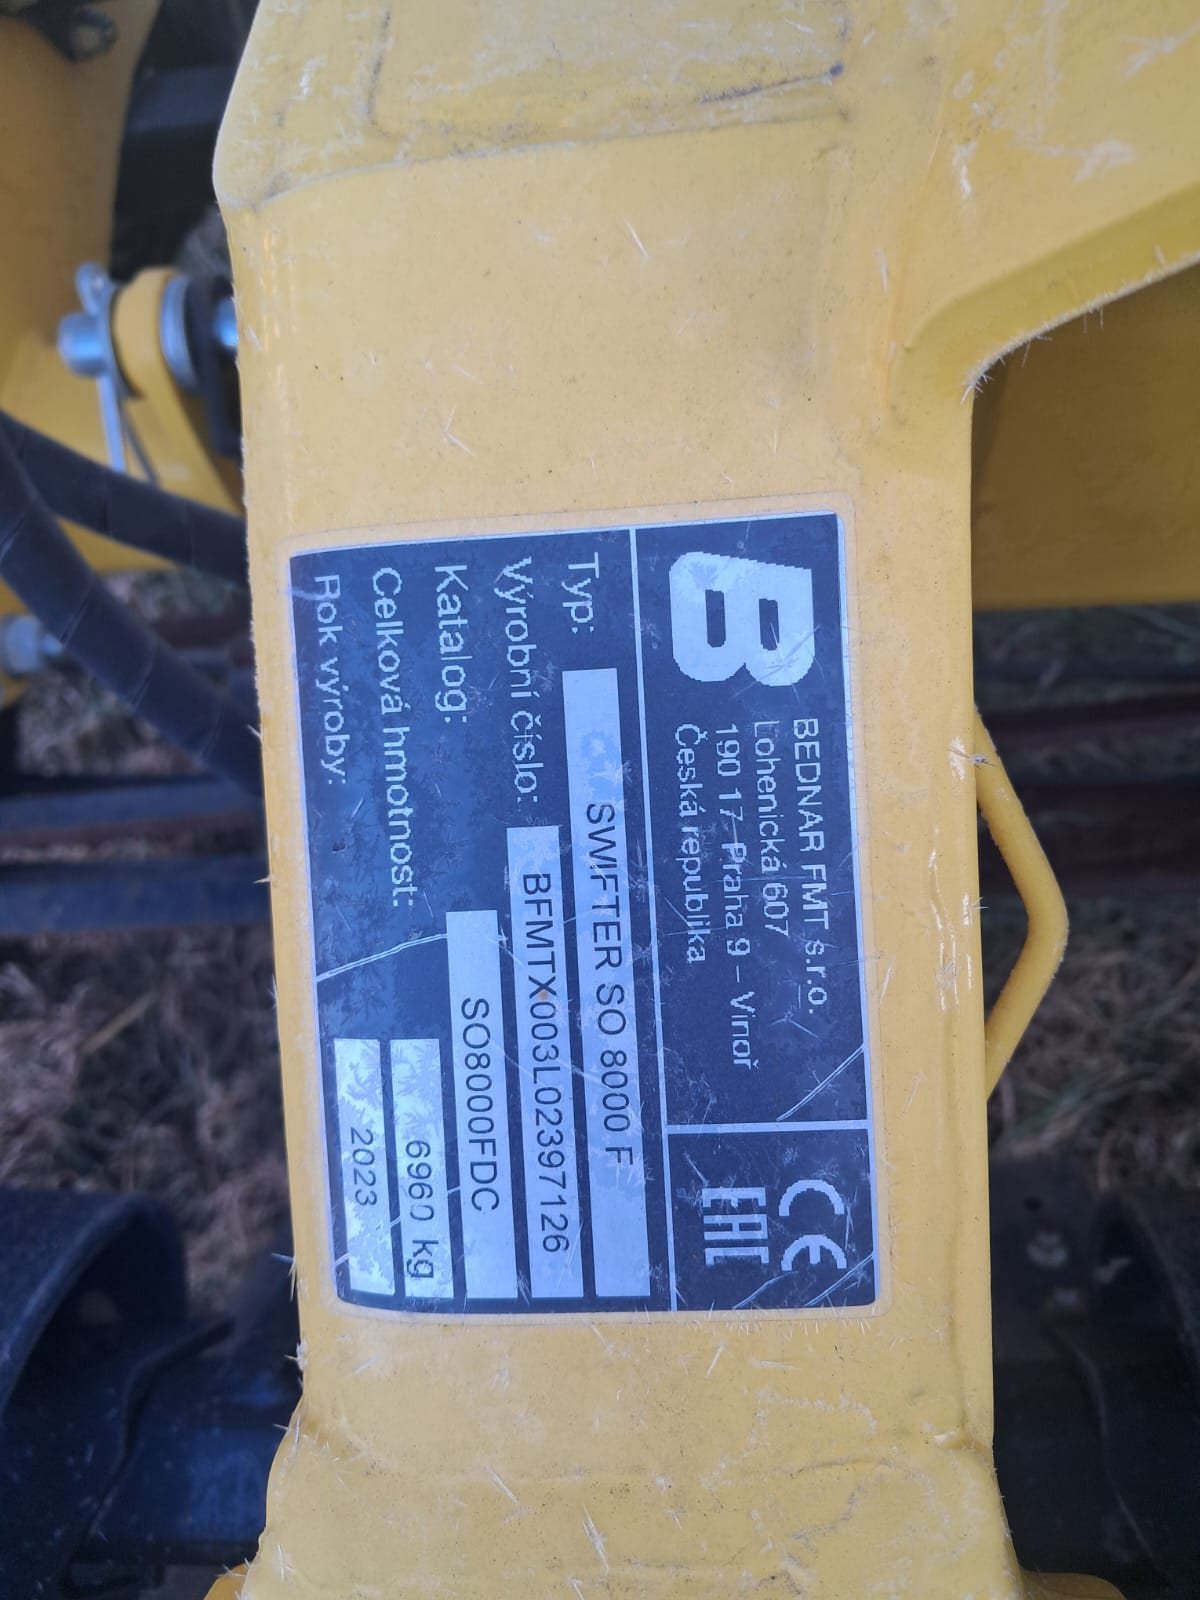 B
BEDNAR FMT s.r.o.
Lohenická 607
190 17 Praha 9 – Vinoř
Česká republika
CE
EAC
Typ: SWIFTER SO 8000 F
Výrobní číslo: BFMTX003L02397126
Katalog: SO8000FDC
Celková hmotnost: 6960 kg
Rok výroby: 2023